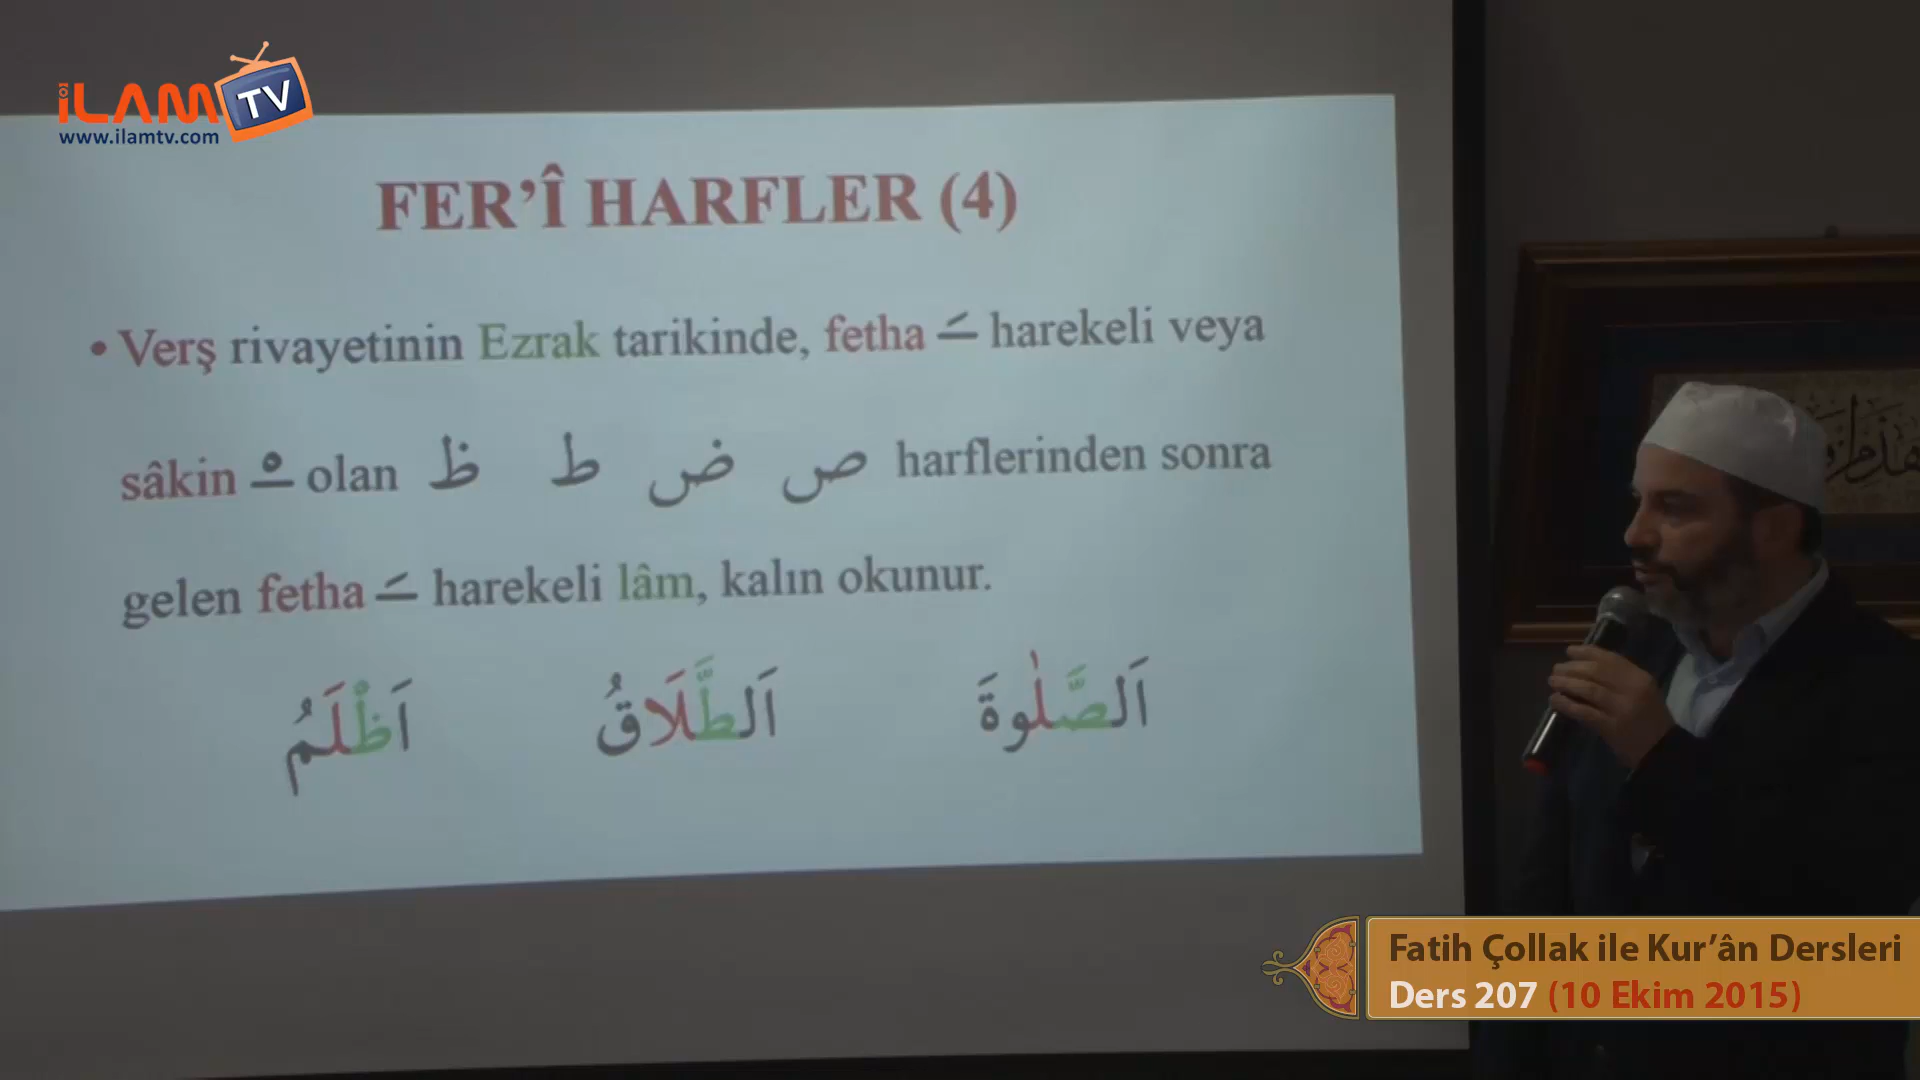 iLAM TV
www.ilamtv.com
FER’Î HARFLER (4)
• Verş rivayetinin Ezrak tarikinde, fetha ـَ harekeli veya
sâkin ـْ olan ظ ط ض ص harflerinden sonra
gelen fetha ـَ harekeli lâm, kalın okunur.
اَلصَّلٰوةَ اَلطَّلَاقُ اَظْلَمُ
Fatih Çollak ile Kur’ân Dersleri
Ders 207 (10 Ekim 2015)